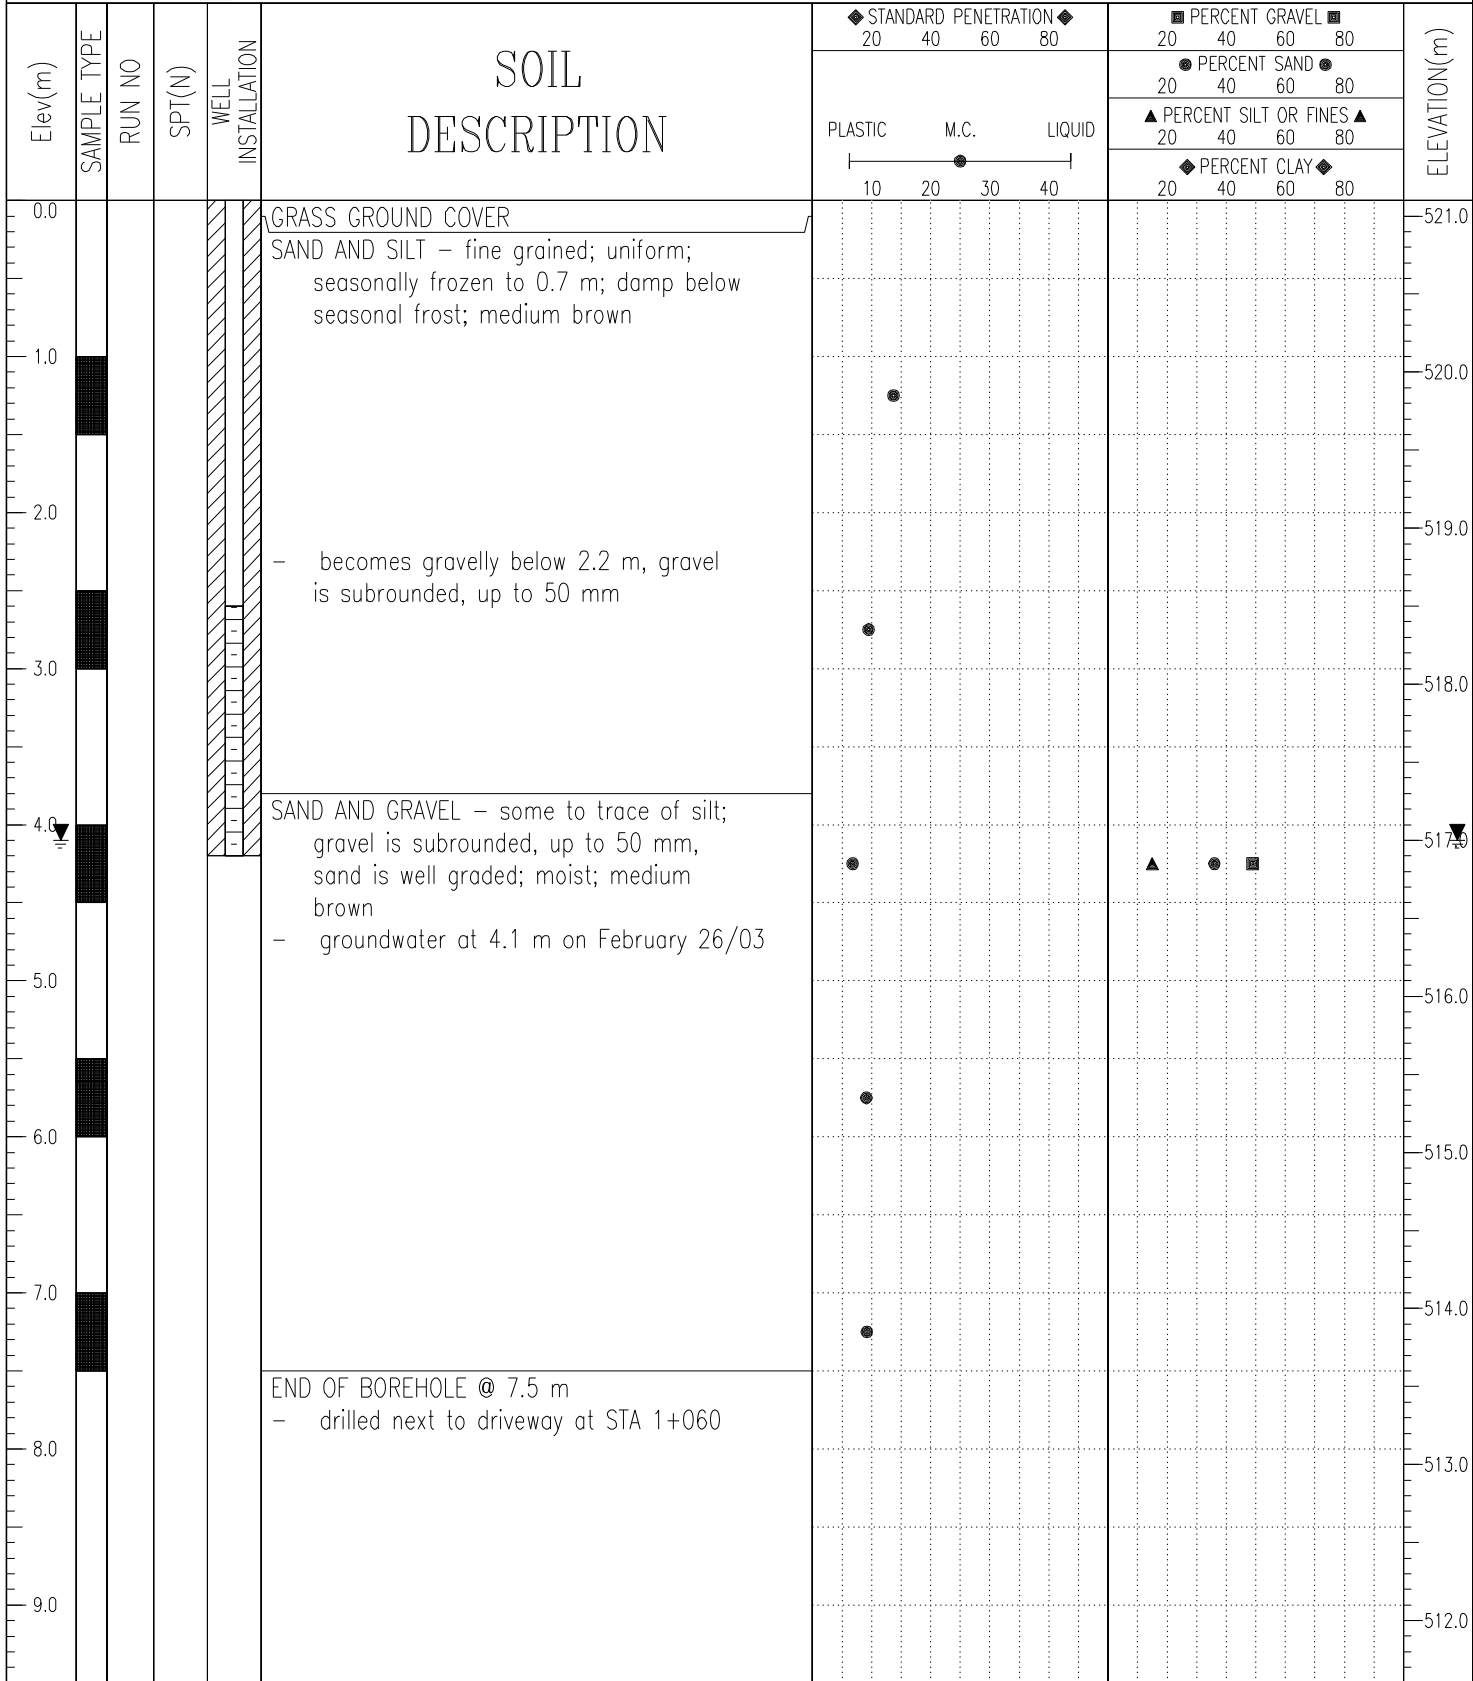 Elev(m)
SAMPLE TYPE
RUN NO
SPT(N)
WELL
INSTALLATION
SOIL
DESCRIPTION
STANDARD PENETRATION
20 40 60 80
PLASTIC M.C. LIQUID
10 20 30 40
PERCENT GRAVEL
20 40 60 80
PERCENT SAND
20 40 60 80
PERCENT SILT OR FINES
20 40 60 80
PERCENT CLAY
20 40 60 80
ELEVATION(m)
0.0
1.0
2.0
3.0
4.0
5.0
6.0
7.0
8.0
9.0
GRASS GROUND COVER
SAND AND SILT – fine grained; uniform;
seasonally frozen to 0.7 m; damp below
seasonal frost; medium brown
– becomes gravelly below 2.2 m, gravel
is subrounded, up to 50 mm
SAND AND GRAVEL – some to trace of silt;
gravel is subrounded, up to 50 mm,
sand is well graded; moist; medium
brown
– groundwater at 4.1 m on February 26/03
END OF BOREHOLE @ 7.5 m
– drilled next to driveway at STA 1+060
521.0
520.0
519.0
518.0
517.0
516.0
515.0
514.0
513.0
512.0